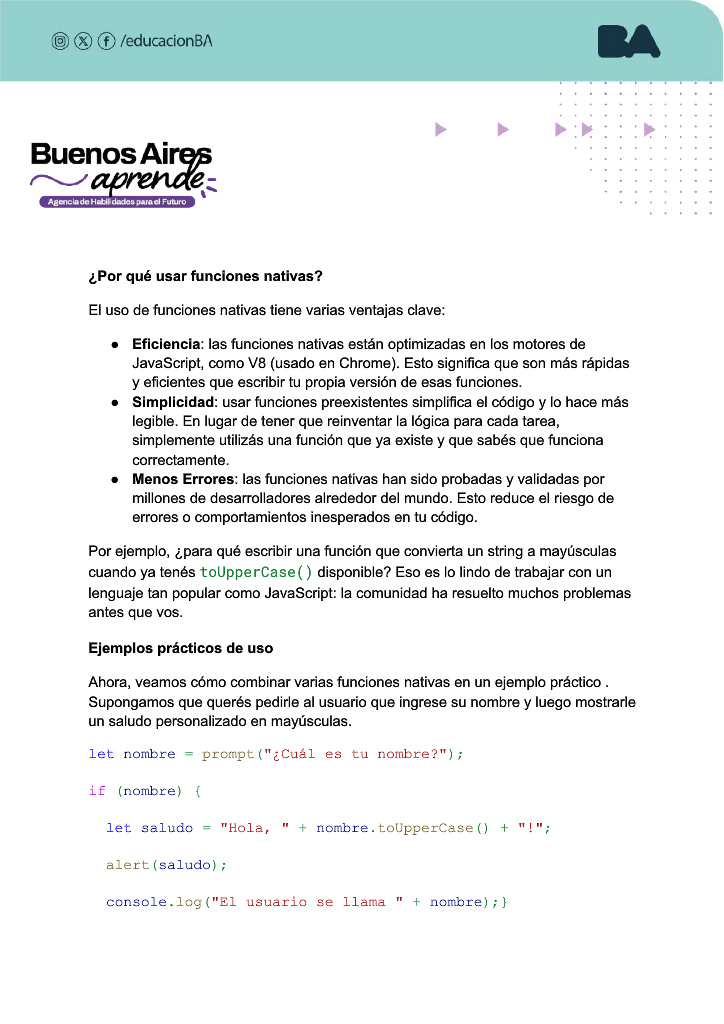 /educacionBA
BA
Buenos Aires
aprende
Agencia de Habilidades para el Futuro
¿Por qué usar funciones nativas?
El uso de funciones nativas tiene varias ventajas clave:
● Eficiencia: las funciones nativas están optimizadas en los motores de
JavaScript, como V8 (usado en Chrome). Esto significa que son más rápidas
y eficientes que escribir tu propia versión de esas funciones.
● Simplicidad: usar funciones preexistentes simplifica el código y lo hace más
legible. En lugar de tener que reinventar la lógica para cada tarea,
simplemente utilizás una función que ya existe y que sabés que funciona
correctamente.
● Menos Errores: las funciones nativas han sido probadas y validadas por
millones de desarrolladores alrededor del mundo. Esto reduce el riesgo de
errores o comportamientos inesperados en tu código.
Por ejemplo, ¿para qué escribir una función que convierta un string a mayúsculas
cuando ya tenés toUpperCase() disponible? Eso es lo lindo de trabajar con un
lenguaje tan popular como JavaScript: la comunidad ha resuelto muchos problemas
antes que vos.
Ejemplos prácticos de uso
Ahora, veamos cómo combinar varias funciones nativas en un ejemplo práctico .
Supongamos que querés pedirle al usuario que ingrese su nombre y luego mostrarle
un saludo personalizado en mayúsculas.
let nombre = prompt("¿Cuál es tu nombre?");
if (nombre) {
let saludo = "Hola, " + nombre.toUpperCase() + "!";
alert(saludo);
console.log("El usuario se llama " + nombre);}